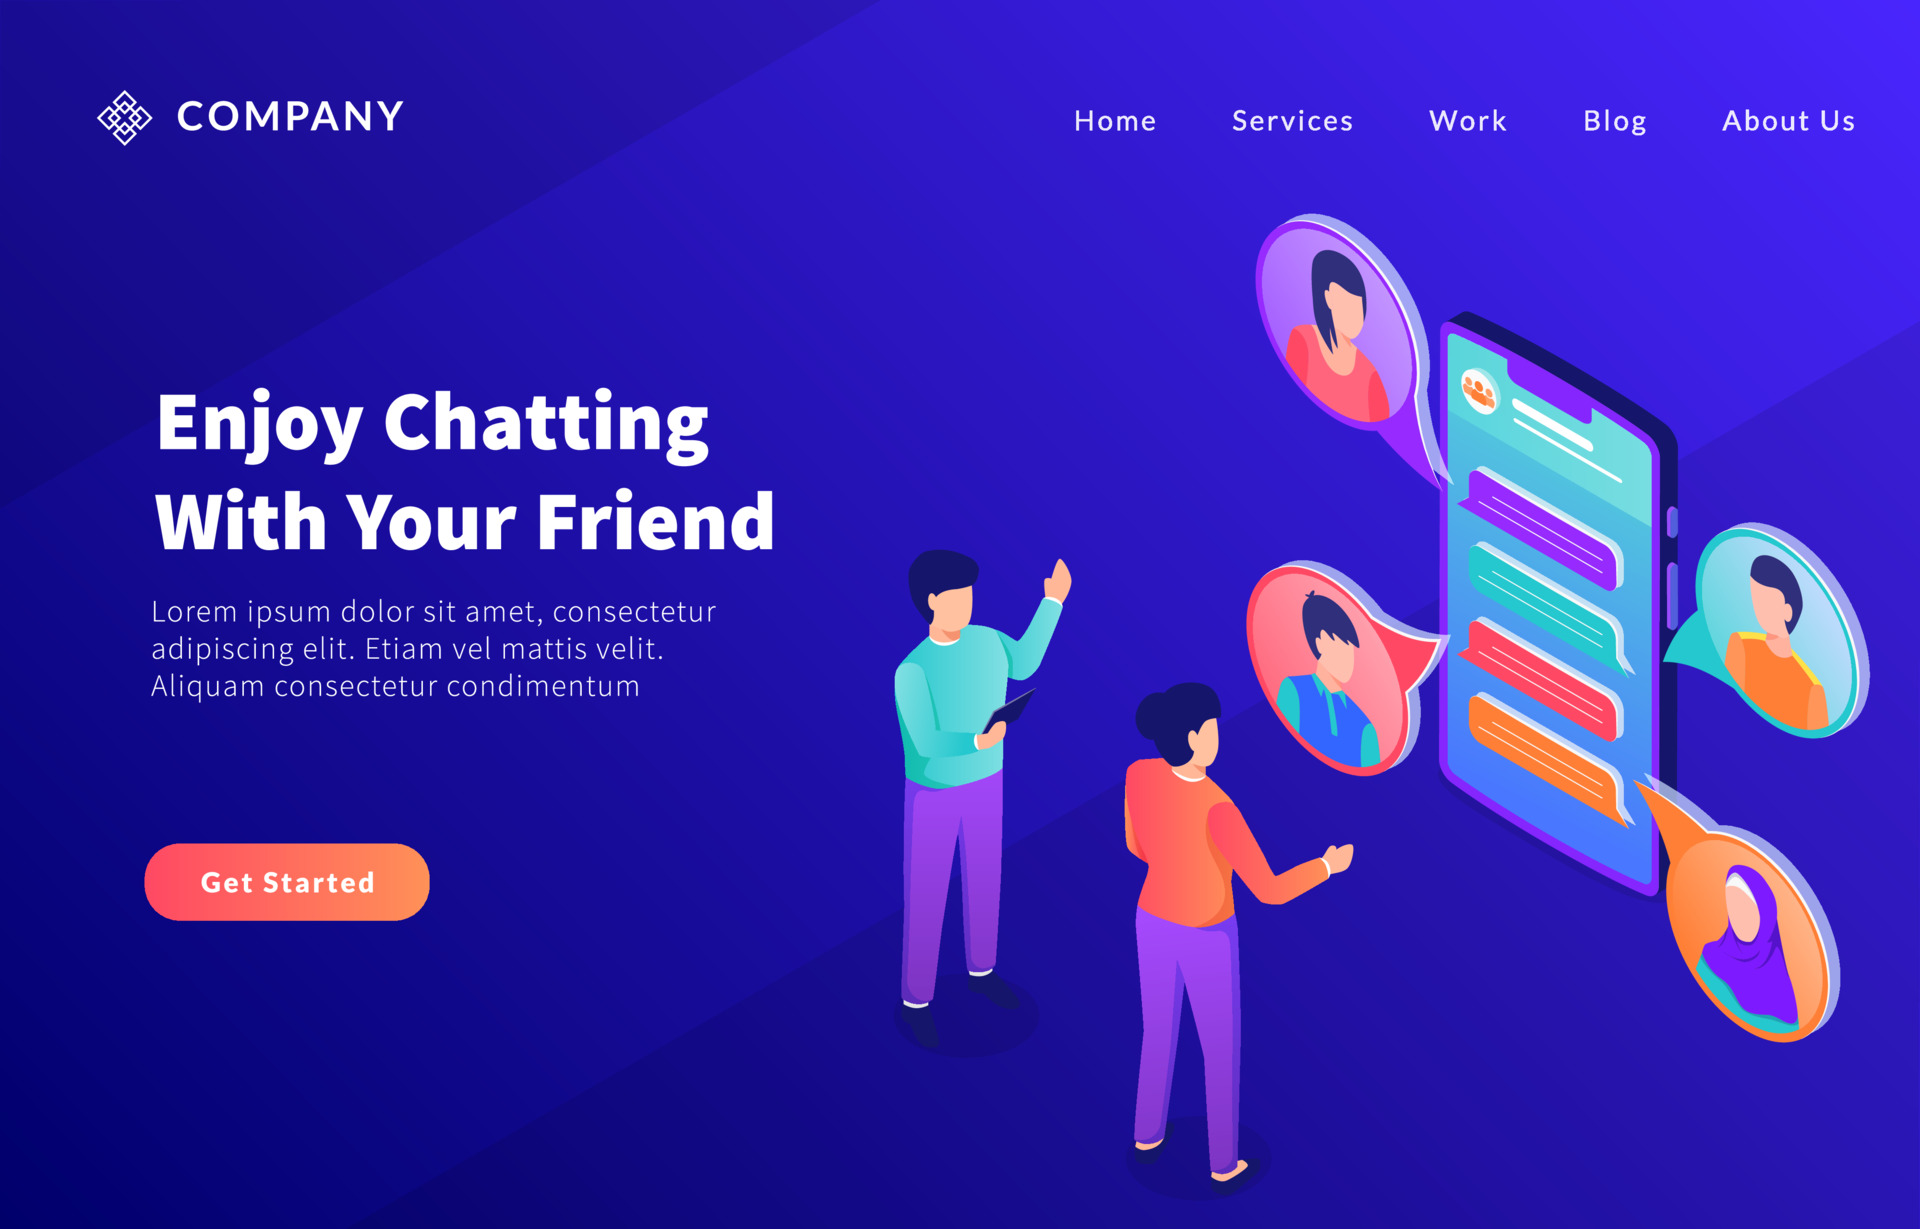 COMPANY
Home Services Work Blog About Us
Enjoy Chatting
With Your Friend
Lorem ipsum dolor sit amet, consectetur
adipiscing elit. Etiam vel mattis velit.
Aliquam consectetur condimentum
Get Started